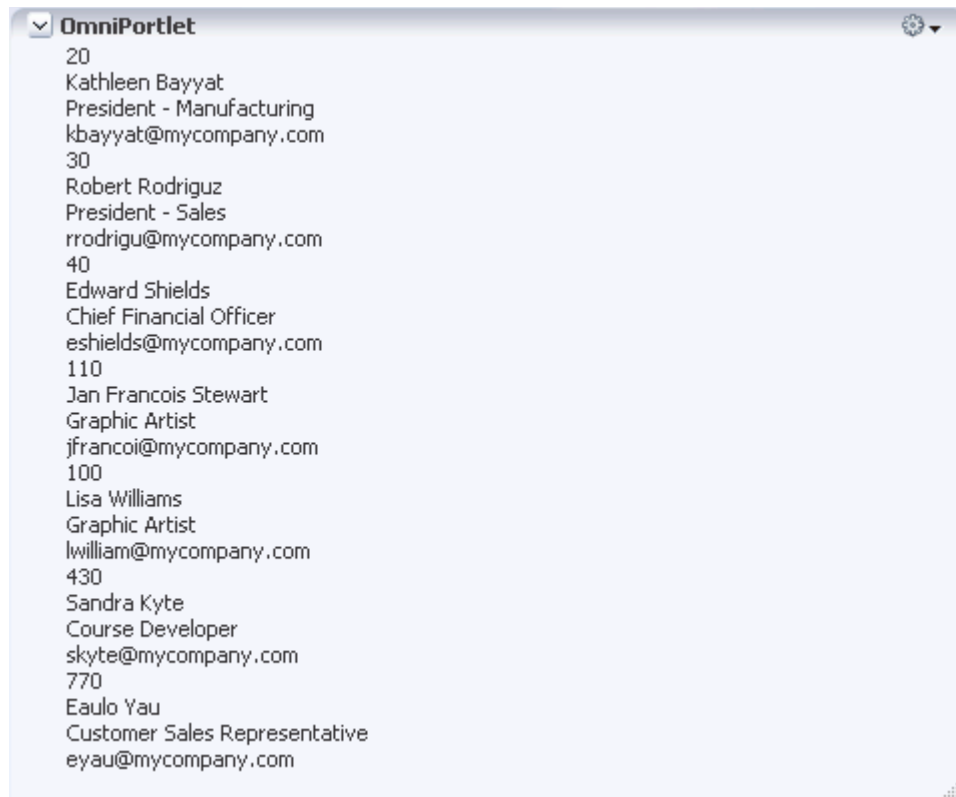 OmniPortlet
20
Kathleen Bayyat
President - Manufacturing
kbayyat@mycompany.com
30
Robert Rodriguz
President - Sales
rrodrigu@mycompany.com
40
Edward Shields
Chief Financial Officer
eshields@mycompany.com
110
Jan Francois Stewart
Graphic Artist
jfrancoi@mycompany.com
100
Lisa Williams
Graphic Artist
lwilliam@mycompany.com
430
Sandra Kyte
Course Developer
skyte@mycompany.com
770
Eaulo Yau
Customer Sales Representative
eyau@mycompany.com